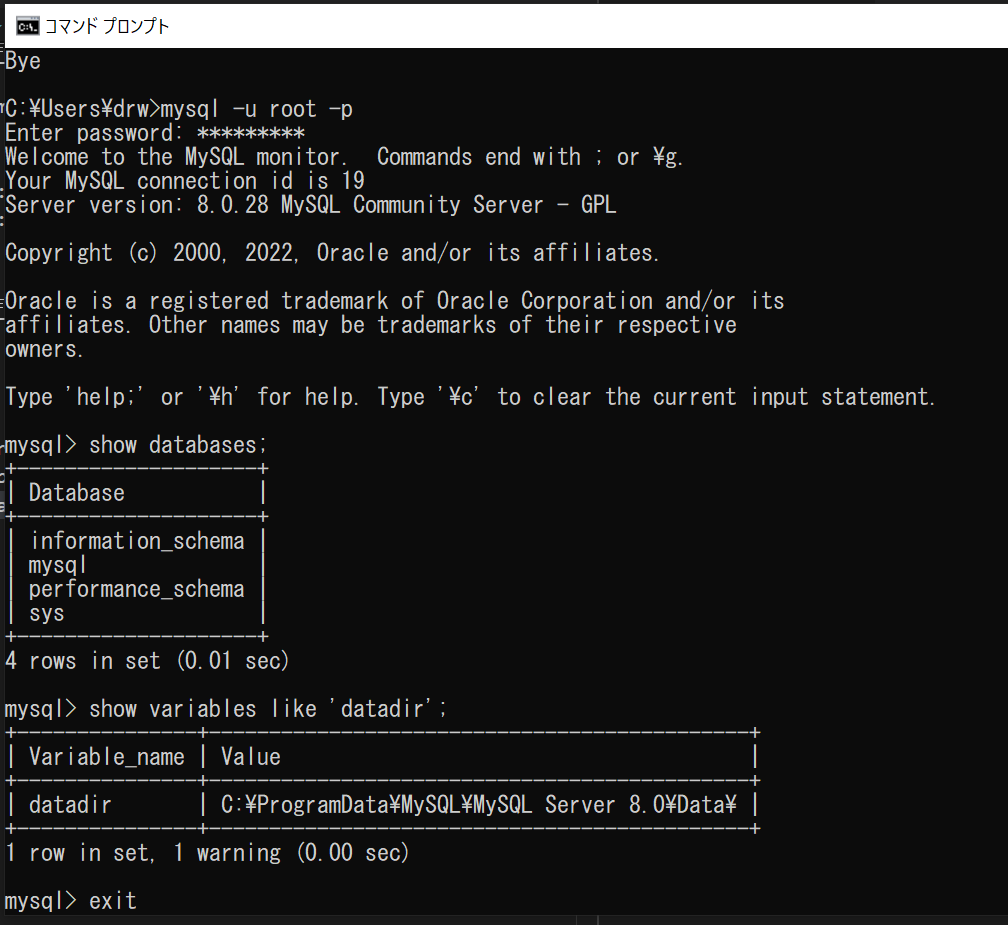 コマンド プロンプト
Bye
C:¥Users¥drw>mysql -u root -p
Enter password: *********
Welcome to the MySQL monitor.  Commands end with ; or ¥g.
Your MySQL connection id is 19
Server version: 8.0.28 MySQL Community Server - GPL
Copyright (c) 2000, 2022, Oracle and/or its affiliates.
Oracle is a registered trademark of Oracle Corporation and/or its
affiliates. Other names may be trademarks of their respective
owners.
Type 'help;' or '¥h' for help. Type '¥c' to clear the current input statement.
mysql> show databases;
+--------------------+
| Database           |
+--------------------+
| information_schema |
| mysql              |
| performance_schema |
| sys                |
+--------------------+
4 rows in set (0.01 sec)
mysql> show variables like 'datadir';
+---------------+---------------------------------------------+
| Variable_name | Value                                       |
+---------------+---------------------------------------------+
| datadir       | C:¥ProgramData¥MySQL¥MySQL Server 8.0¥Data¥ |
+---------------+---------------------------------------------+
1 row in set, 1 warning (0.00 sec)
mysql> exit